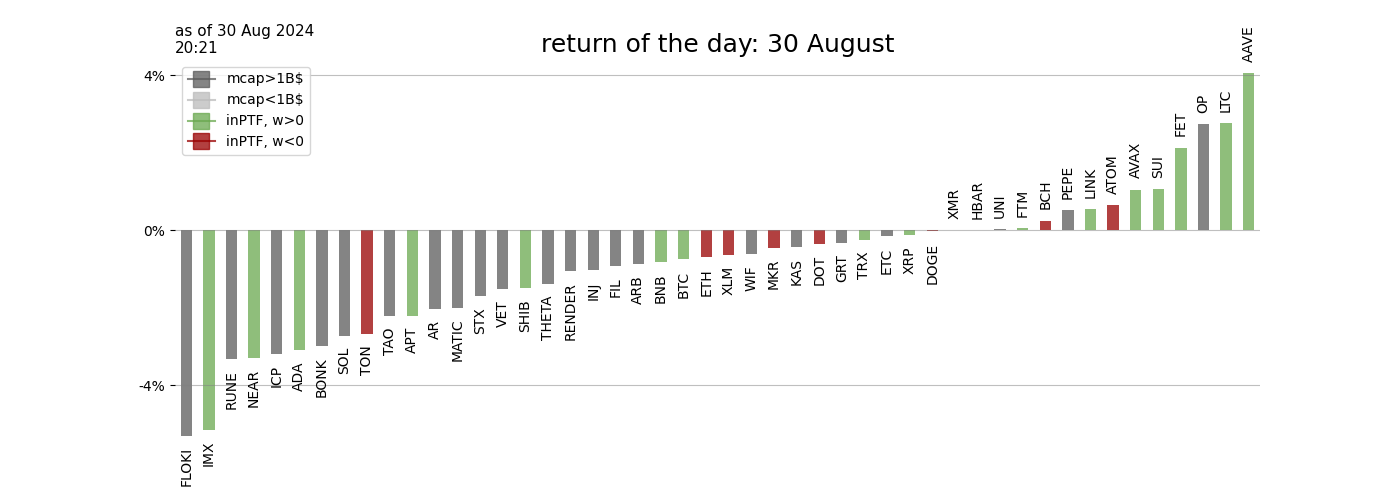 as of 30 Aug 2024
20:21
return of the day: 30 August
4%
0%
-4%
mcap>1B$
mcap<1B$
inPTF, w>0
inPTF, w<0
FLOKI
IMX
RUNE
NEAR
ICP
ADA
BONK
SOL
TON
TAO
APT
AR
MATIC
STX
VET
SHIB
THETA
RENDER
INJ
FIL
ARB
BNB
BTC
ETH
XLM
WIF
MKR
KAS
DOT
GRT
TRX
ETC
XRP
DOGE
XMR
HBAR
UNI
FTM
BCH
PEPE
LINK
ATOM
AVAX
SUI
FET
OP
LTC
AAVE